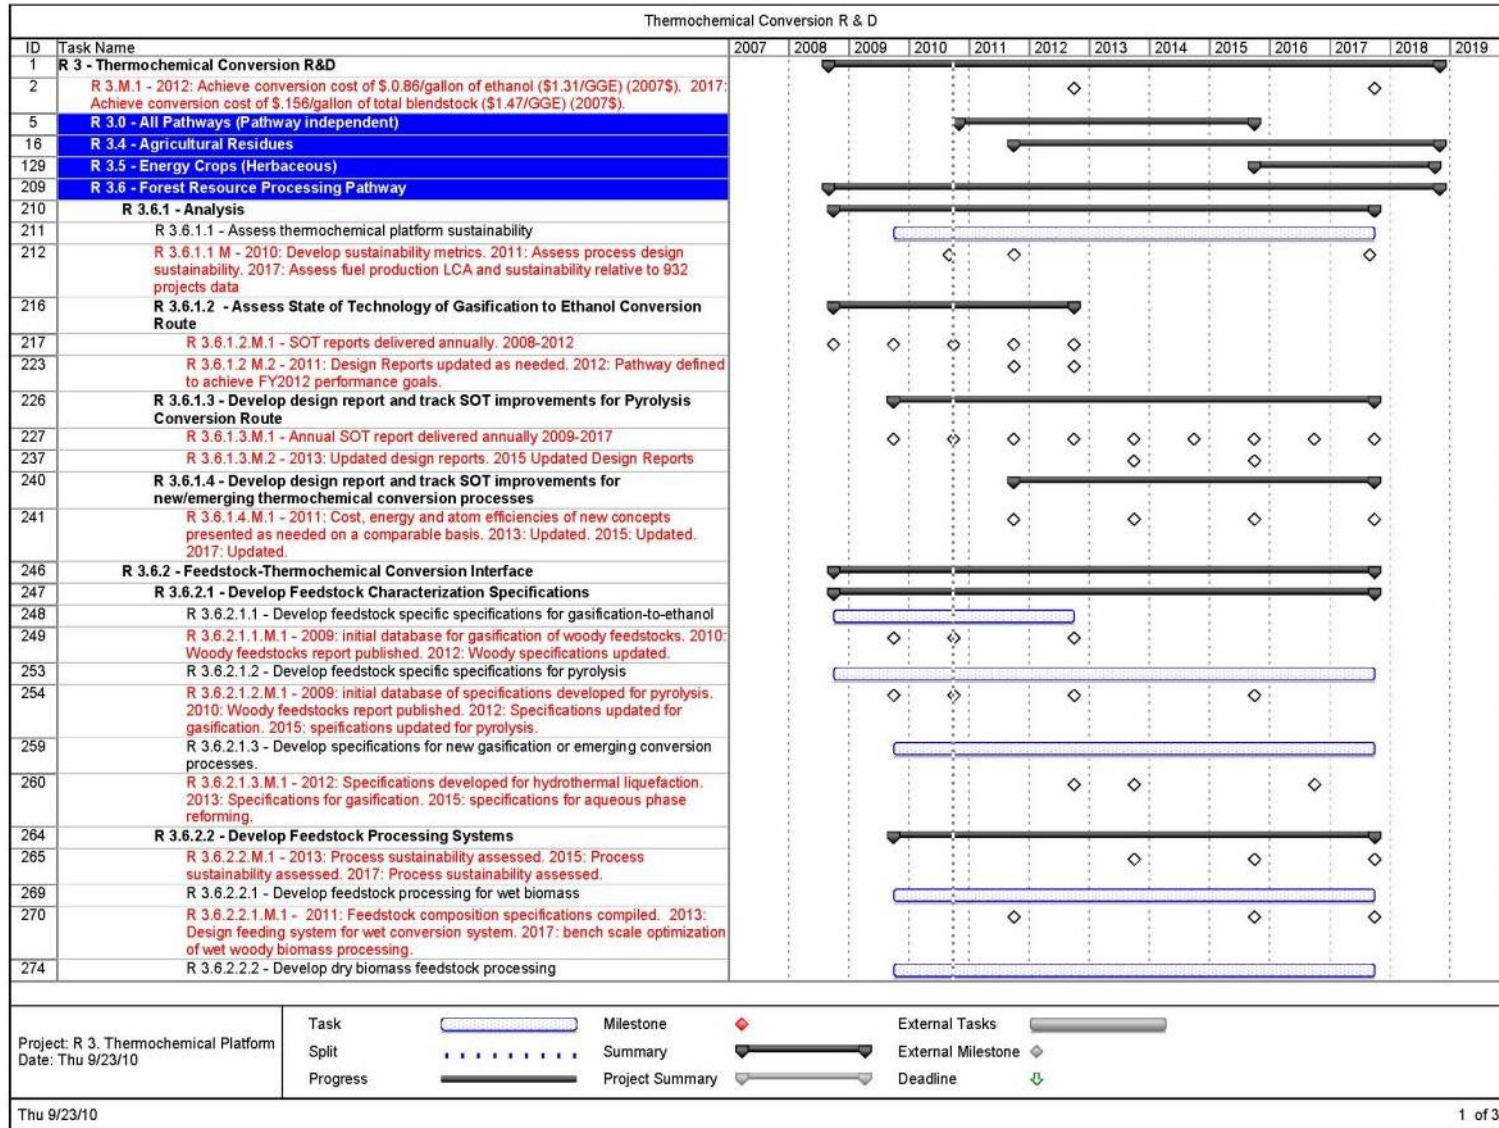 Thermochemical Conversion R & D
ID Task Name 2007 2008 2009 2010 2011 2012 2013 2014 2015 2016 2017 2018 2019
1 R 3 - Thermochemical Conversion R&D
2 R 3.M.1 - 2012: Achieve conversion cost of $.0.86/gallon of ethanol ($1.31/GGE) (2007$). 2017:
Achieve conversion cost of $.156/gallon of total blendstock ($1.47/GGE) (2007$).
5 R 3.0 - All Pathways (Pathway independent)
16 R 3.4 - Agricultural Residues
129 R 3.5 - Energy Crops (Herbaceous)
209 R 3.6 - Forest Resource Processing Pathway
210 R 3.6.1 - Analysis
211 R 3.6.1.1 - Assess thermochemical platform sustainability
212 R 3.6.1.1 M - 2010: Develop sustainability metrics. 2011: Assess process design
sustainability. 2017: Assess fuel production LCA and sustainability relative to 932
projects data
216 R 3.6.1.2 - Assess State of Technology of Gasification to Ethanol Conversion
Route
217 R 3.6.1.2.M.1 - SOT reports delivered annually. 2008-2012
223 R 3.6.1.2 M.2 - 2011: Design Reports updated as needed. 2012: Pathway defined
to achieve FY2012 performance goals.
226 R 3.6.1.3 - Develop design report and track SOT improvements for Pyrolysis
Conversion Route
227 R 3.6.1.3.M.1 - Annual SOT report delivered annually 2009-2017
237 R 3.6.1.3.M.2 - 2013: Updated design reports. 2015 Updated Design Reports
240 R 3.6.1.4 - Develop design report and track SOT improvements for
new/emerging thermochemical conversion processes
241 R 3.6.1.4.M.1 - 2011: Cost, energy and atom efficiencies of new concepts
presented as needed on a comparable basis. 2013: Updated. 2015: Updated.
2017: Updated.
246 R 3.6.2 - Feedstock-Thermochemical Conversion Interface
247 R 3.6.2.1 - Develop Feedstock Characterization Specifications
248 R 3.6.2.1.1 - Develop feedstock specific specifications for gasification-to-ethanol
249 R 3.6.2.1.1.M.1 - 2009: initial database for gasification of woody feedstocks. 2010:
Woody feedstocks report published. 2012: Woody specifications updated.
253 R 3.6.2.1.2 - Develop feedstock specific specifications for pyrolysis
254 R 3.6.2.1.2.M.1 - 2009: initial database of specifications developed for pyrolysis.
2010: Woody feedstocks report published. 2012: Specifications updated for
gasification. 2015: speifications updated for pyrolysis.
259 R 3.6.2.1.3 - Develop specifications for new gasification or emerging conversion
processes.
260 R 3.6.2.1.3.M.1 - 2012: Specifications developed for hydrothermal liquefaction.
2013: Specifications for gasification. 2015: specifications for aqueous phase
reforming.
264 R 3.6.2.2 - Develop Feedstock Processing Systems
265 R 3.6.2.2.M.1 - 2013: Process sustainability assessed. 2015: Process
sustainability assessed. 2017: Process sustainability assessed.
269 R 3.6.2.2.1 - Develop feedstock processing for wet biomass
270 R 3.6.2.2.1.M.1 - 2011: Feedstock composition specifications compiled. 2013:
Design feeding system for wet conversion system. 2017: bench scale optimization
of wet woody biomass processing.
274 R 3.6.2.2.2 - Develop dry biomass feedstock processing
Project: R 3. Thermochemical Platform
Date: Thu 9/23/10
Task Milestone External Tasks
Split Summary External Milestone
Progress Project Summary Deadline
Thu 9/23/10 1 of 3